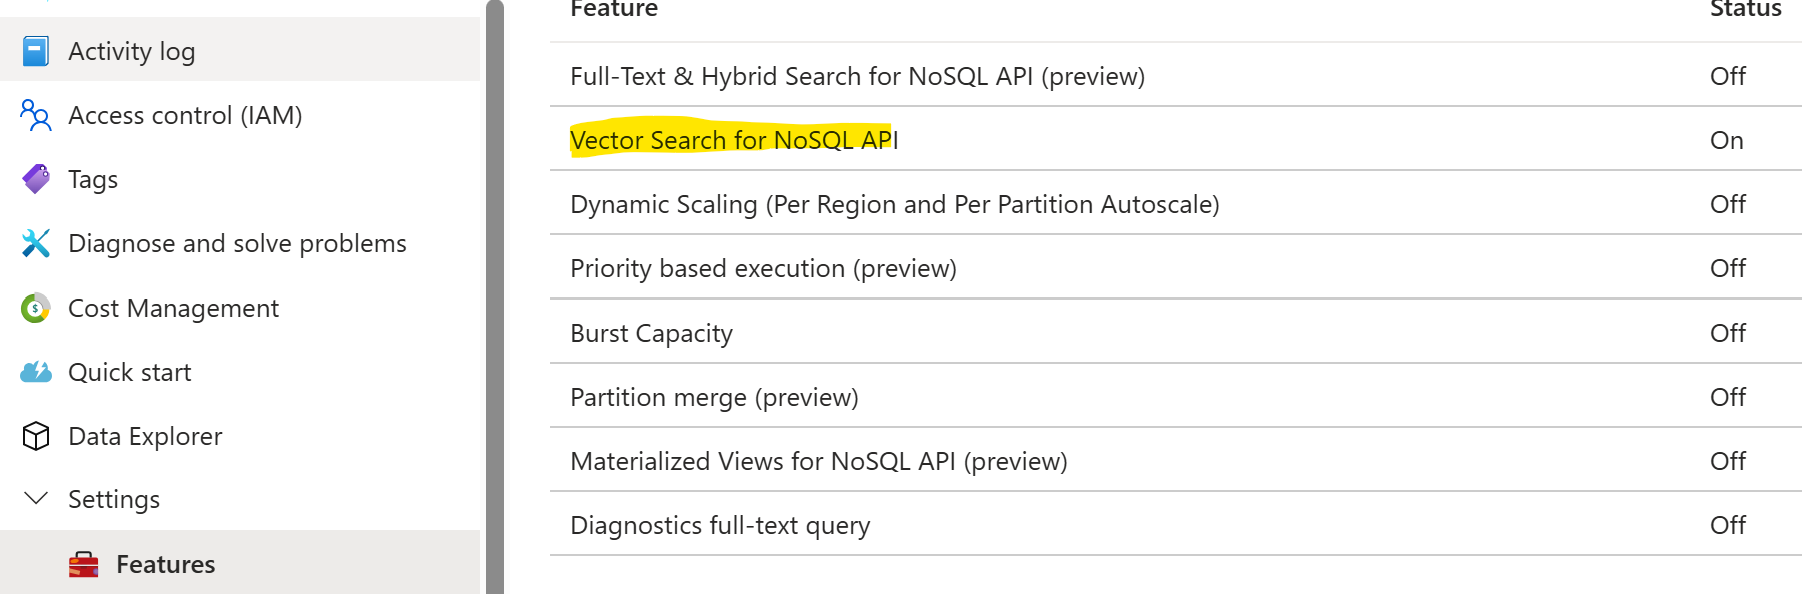 Activity log
Access control (IAM)
Tags
Diagnose and solve problems
Cost Management
Quick start
Data Explorer
Settings
Features
Feature Status
Full-Text & Hybrid Search for NoSQL API (preview) Off
Vector Search for NoSQL API On
Dynamic Scaling (Per Region and Per Partition Autoscale) Off
Priority based execution (preview) Off
Burst Capacity Off
Partition merge (preview) Off
Materialized Views for NoSQL API (preview) Off
Diagnostics full-text query Off